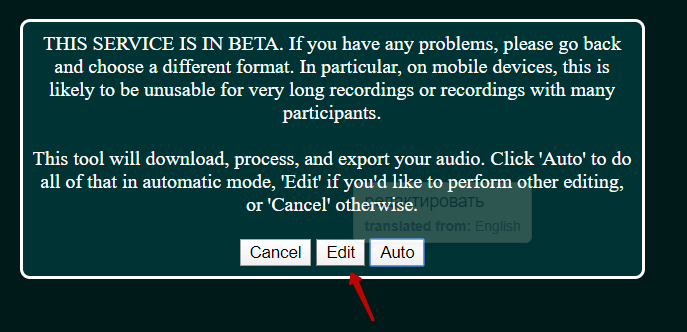 THIS SERVICE IS IN BETA. If you have any problems, please go back
and choose a different format. In particular, on mobile devices, this is
likely to be unusable for very long recordings or recordings with many
participants.
This tool will download, process, and export your audio. Click 'Auto' to do
all of that in automatic mode, 'Edit' if you'd like to perform other editing,
or 'Cancel' otherwise.
редактировать
translated from: English
Cancel Edit Auto